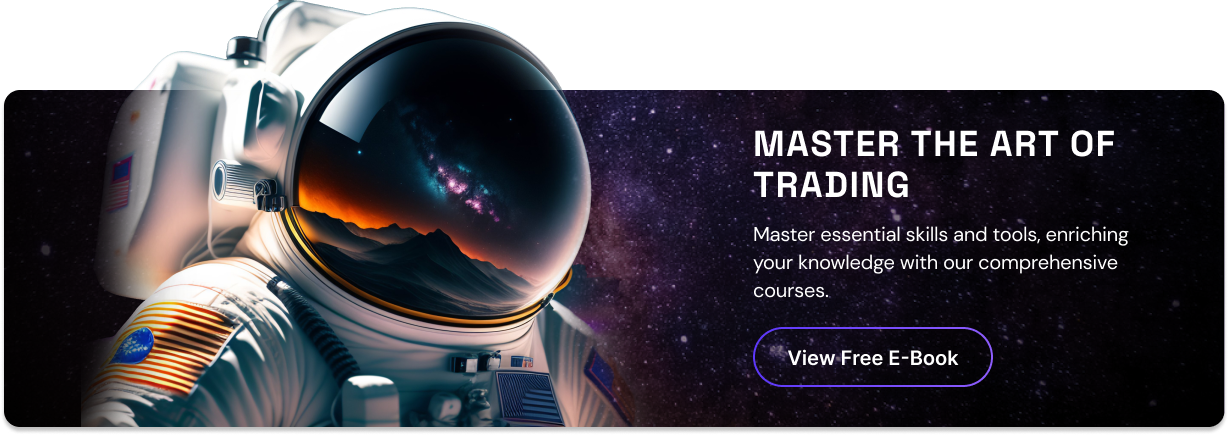 MASTER THE ART OF
TRADING
Master essential skills and tools, enriching
your knowledge with our comprehensive
courses.
View Free E-Book